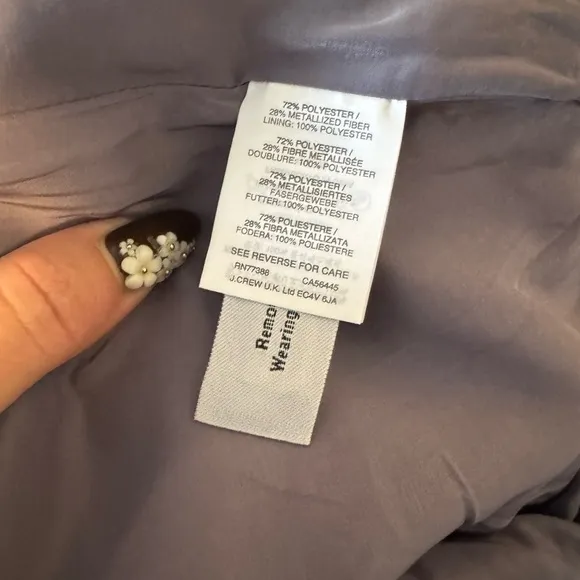 72% POLYESTER /
28% METALLIZED FIBER
LINING: 100% POLYESTER
72% POLYESTER /
28% FIBRE METALLISÉE
DOUBLURE: 100% POLYESTER
72% POLYESTER /
28% METALLISIERTES
FASERGEWEBE
FUTTER: 100% POLYESTER
72% POLIESTERE /
28% FIBRA METALLIZATA
FODERA: 100% POLIESTERE
SEE REVERSE FOR CARE
RN77388 CA56445
J.CREW U.K. Ltd EC4V 6JA
Remo
Wearing